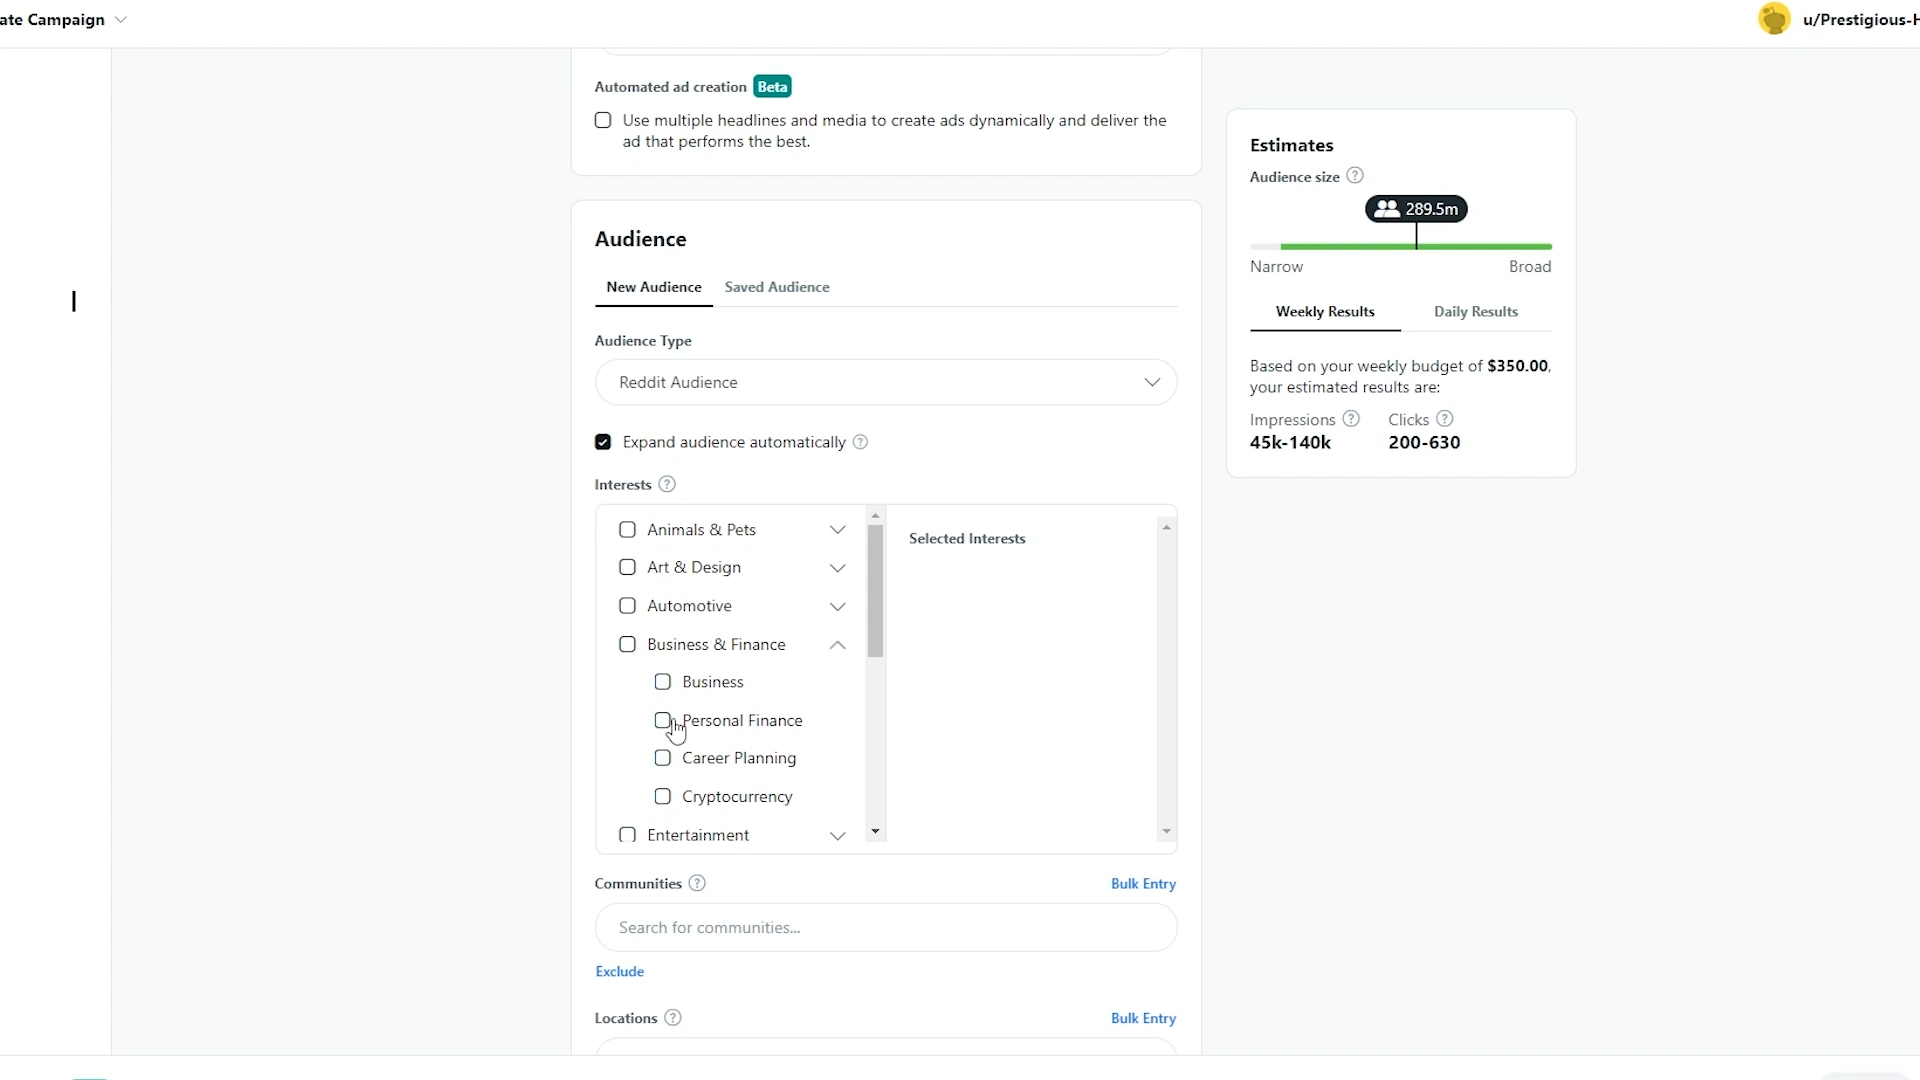 ate Campaign
u/Prestigious-H
Automated ad creation Beta
Use multiple headlines and media to create ads dynamically and deliver the
ad that performs the best.
Audience
New Audience Saved Audience
Audience Type
Reddit Audience
Expand audience automatically ?
Interests ?
Animals & Pets
Art & Design
Automotive
Business & Finance
Business
Personal Finance
Career Planning
Cryptocurrency
Entertainment
Selected Interests
Communities ? Bulk Entry
Search for communities...
Exclude
Locations ? Bulk Entry
Estimates
Audience size ?
289.5m
Narrow Broad
Weekly Results Daily Results
Based on your weekly budget of $350.00,
your estimated results are:
Impressions ? Clicks ?
45k-140k 200-630